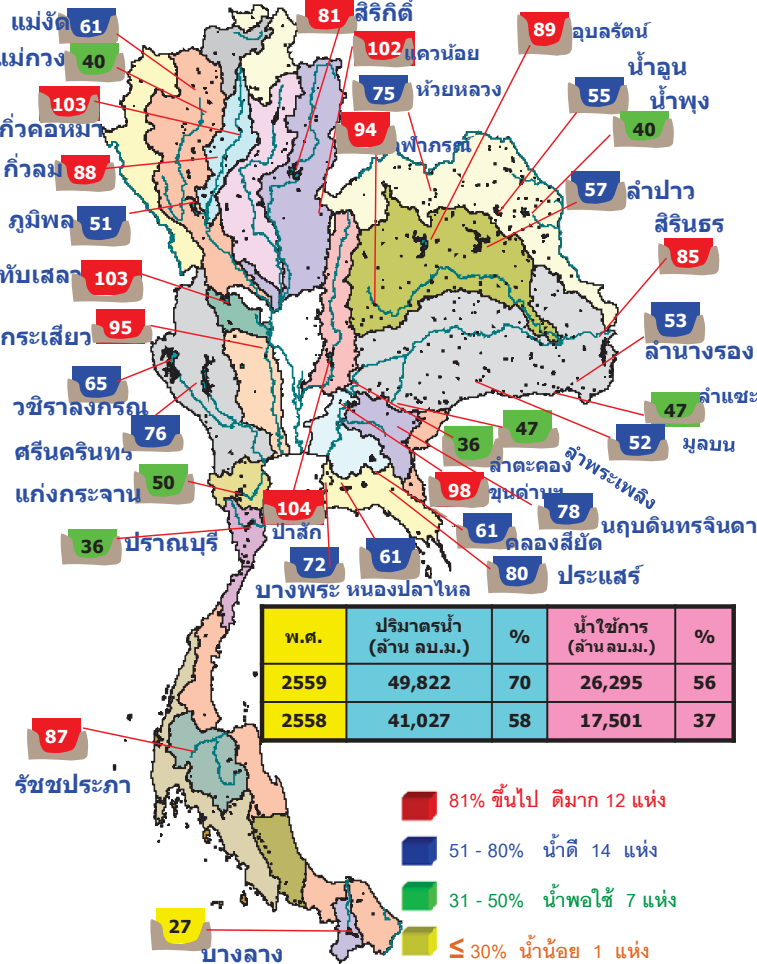 แม่งัด 61
81 สิริกิติ์
89 อุบลรัตน์
แม่กวง 40
102 แควน้อย
75 ห้วยหลวง
น้ำอูน
55 น้ำพุง
103
กิ่วคอหมา
94 ฬาภรณ์
40
กิ่วลม 88
57 ลำปาว
ภูมิพล 51
สิรินธร
85
ทับเสลา 103
กระเสียว 95
53
ลำนางรอง
65
วชิราลงกรณ
76
ศรีนครินทร์
ลำแชะ
47
52 มูลบน
36 47
ลำตะคอง
ลำพระเพลิง
แก่งกระจาน 50
98 ขุนด่านฯ
104
ป่าสัก
78
นฤบดินทรจินดา
36 ปราณบุรี
61
คลองสียัด
72
บางพระ
61
หนองปลาไหล
80 ประแสร์
พ.ศ. ปริมาตรน้ำ (ล้าน ลบ.ม.) % น้ำใช้การ (ล้าน ลบ.ม.) %
2559 49,822 70 26,295 56
2558 41,027 58 17,501 37
87
รัชชประภา
81% ขึ้นไป ดีมาก 12 แห่ง
51 - 80% น้ำดี 14 แห่ง
31 - 50% น้ำพอใช้ 7 แห่ง
≤ 30% น้ำน้อย 1 แห่ง
27
บางลาง